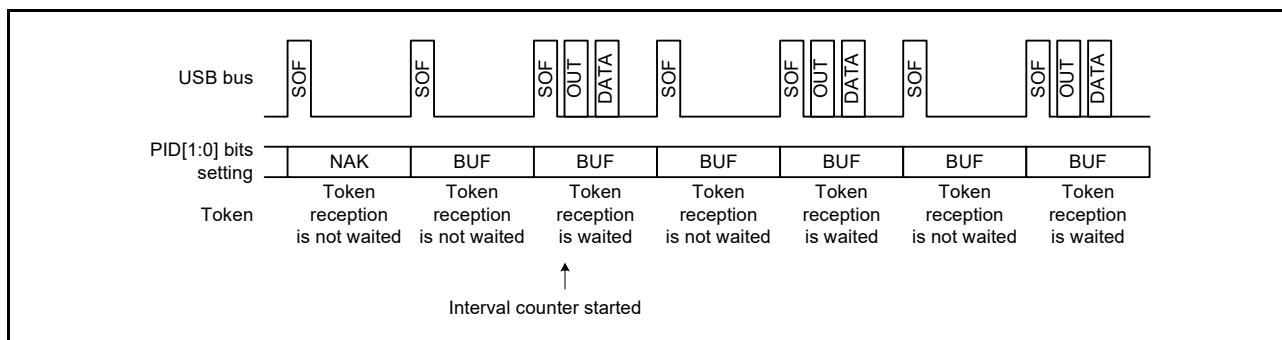 USB bus
SOF SOF SOF OUT DATA SOF SOF OUT DATA SOF SOF OUT DATA
PID[1:0] bits
setting
NAK BUF BUF BUF BUF BUF BUF
Token
Token Token Token Token Token Token Token
reception reception reception reception reception reception reception
is not waited is not waited is waited is not waited is waited is not waited is waited
Interval counter started